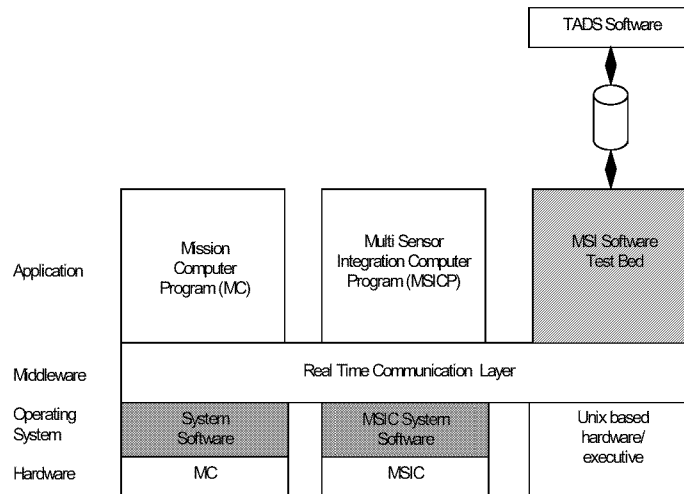 TADS Software
Mission
Computer
Program (MC)
Multi Sensor
Integration Computer
Program (MSICP)
MSI Software
Test Bed
Application
Middleware
Real Time Communication Layer
Operating
System
System
Software
MSIC System
Software
Unix based
hardware/
executive
Hardware
MC
MSIC